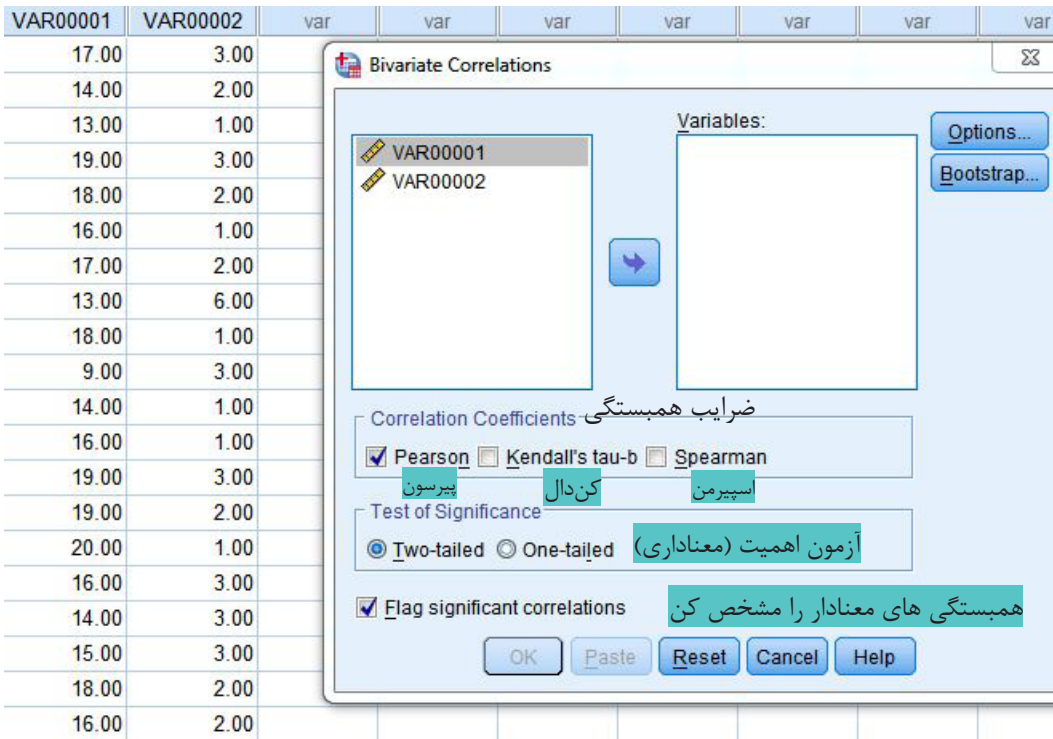 VAR00001 VAR00002 var var var var var var var
17.00 3.00
Bivariate Correlations
14.00 2.00
13.00 1.00
Variables:
Options...
19.00 3.00
VAR00001
18.00 2.00
VAR00002
Bootstrap...
16.00 1.00
17.00 2.00
13.00 6.00
18.00 1.00
9.00 3.00
14.00 1.00
Correlation Coefficients ضرایب همبستگی
16.00 1.00
Pearson Kendall's tau-b Spearman
19.00 3.00
پیرسون کن‌دال اسپیرمن
19.00 2.00
Test of Significance
20.00 1.00
Two-tailed One-tailed آزمون اهمیت (معناداری)
16.00 3.00
14.00 3.00
Flag significant correlations همبستگی های معنادار را مشخص کن
15.00 3.00
OK Paste Reset Cancel Help
18.00 2.00
16.00 2.00